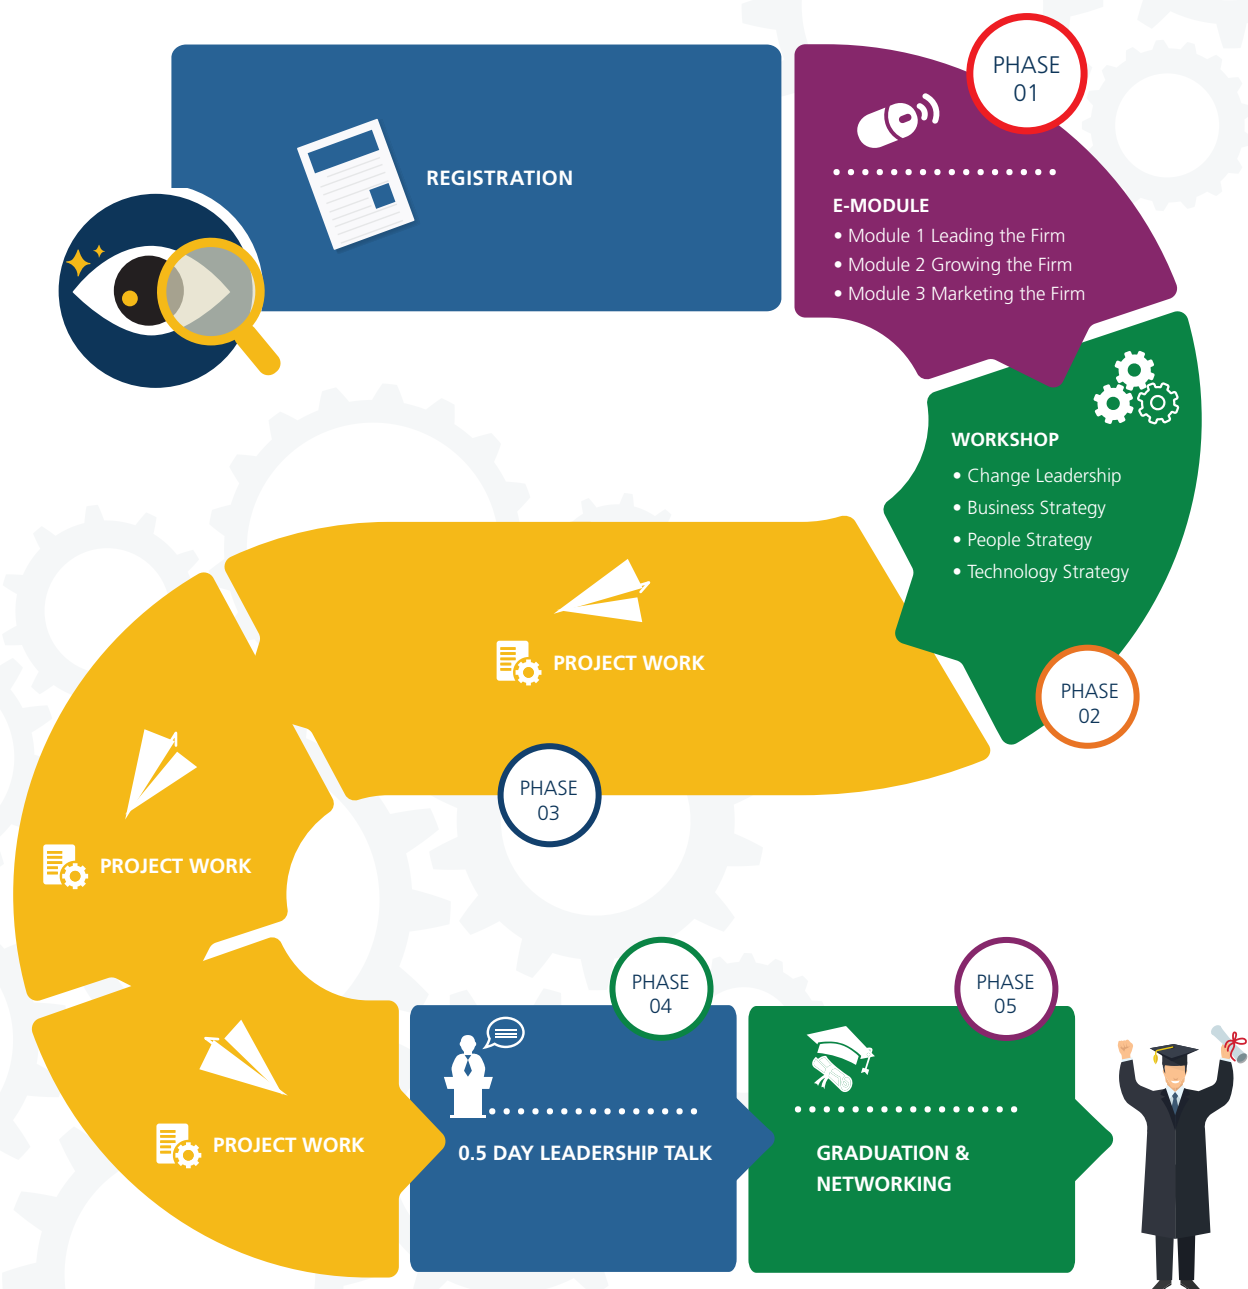 REGISTRATION
PHASE
01
E-MODULE
• Module 1 Leading the Firm
• Module 2 Growing the Firm
• Module 3 Marketing the Firm
WORKSHOP
• Change Leadership
• Business Strategy
• People Strategy
• Technology Strategy
PHASE
02
PROJECT WORK
PHASE
03
PROJECT WORK
PROJECT WORK
PHASE
04
0.5 DAY LEADERSHIP TALK
PHASE
05
GRADUATION &
NETWORKING